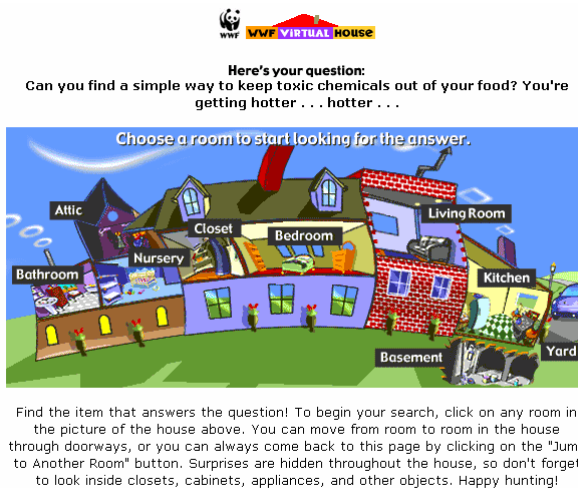 WWF
WWF VIRTUAL HOUSE
Here's your question:
Can you find a simple way to keep toxic chemicals out of your food? You're
getting hotter . . . hotter . . .
Choose a room to start looking for the answer.
Attic
Closet
Living Room
Bedroom
Nursery
Bathroom
Kitchen
Basement
Yard
Find the item that answers the question! To begin your search, click on any room in
the picture of the house above. You can move from room to room in the house
through doorways, or you can always come back to this page by clicking on the "Jum
to Another Room" button. Surprises are hidden throughout the house, so don't forget
to look inside closets, cabinets, appliances, and other objects. Happy hunting!